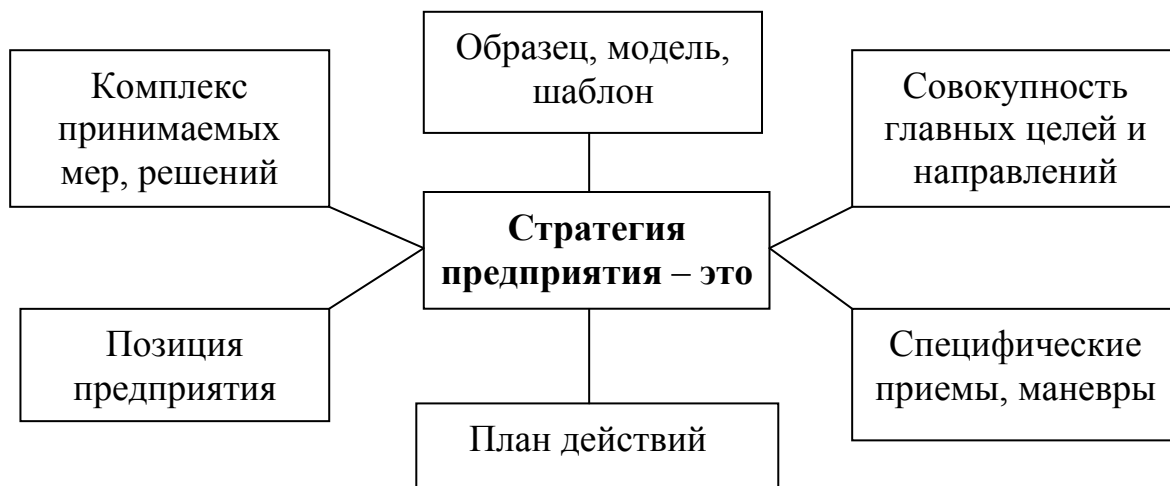 Образец, модель,
шаблон
Комплекс
принимаемых
мер, решений
Совокупность
главных целей и
направлений
Стратегия
предприятия – это
Позиция
предприятия
Специфические
приемы, маневры
План действий